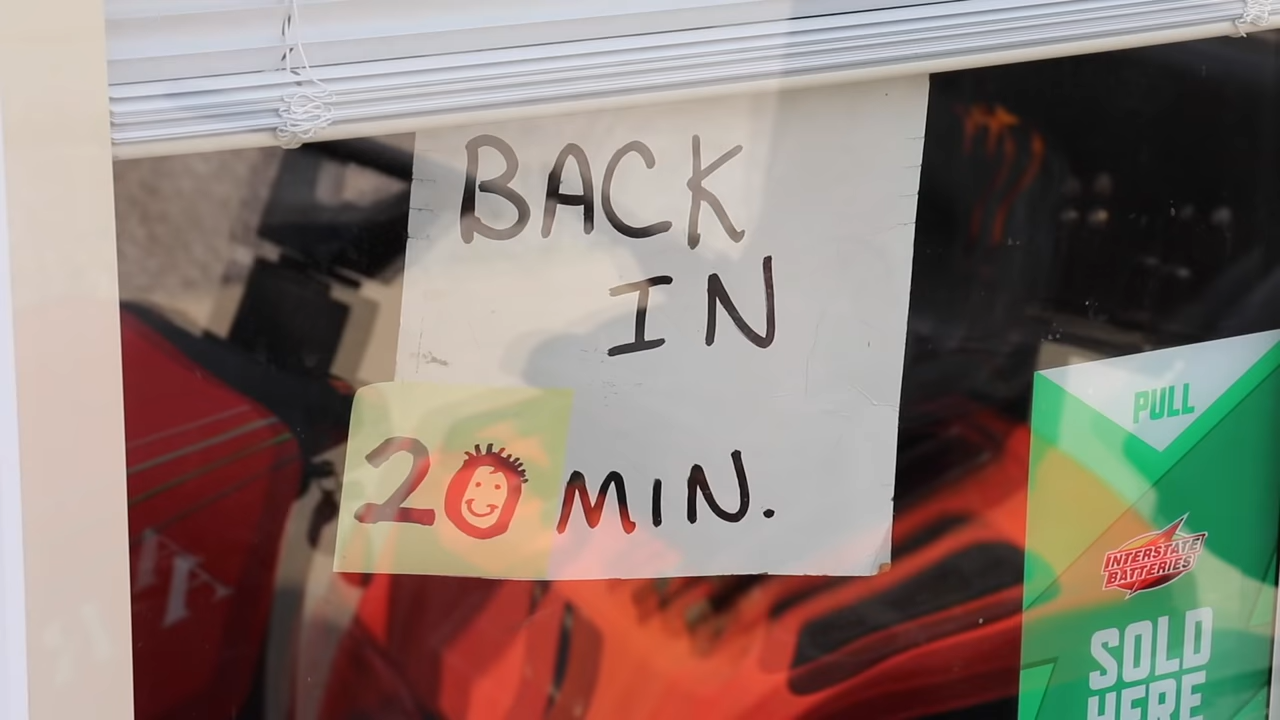 BACK
IN
20 MIN.
PULL
INTERSTATE
BATTERIES
SOLD
HERE